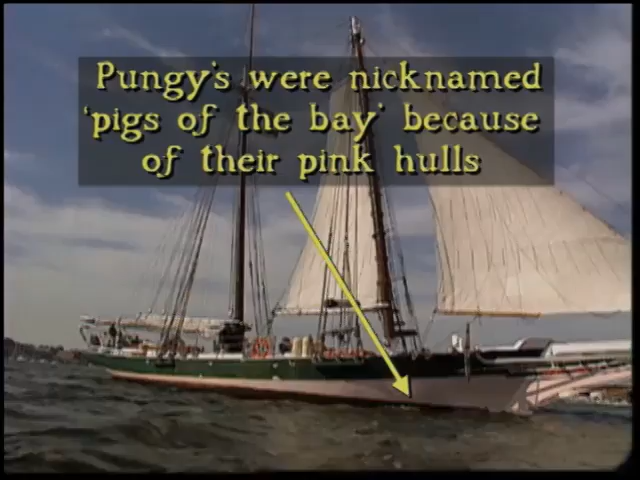 Pungy's were nicknamed
'pigs of the bay' because
of their pink hulls